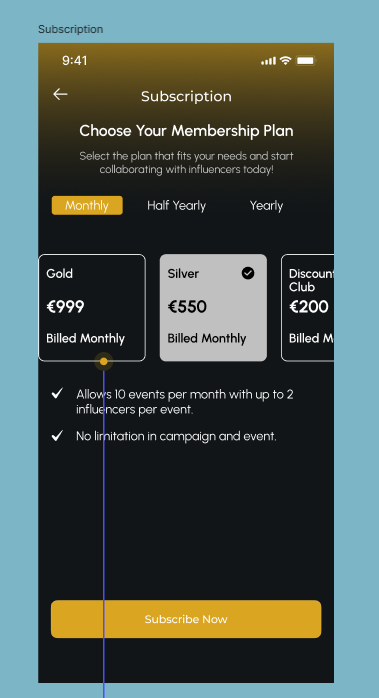 Subscription
9:41
Subscription
Choose Your Membership Plan
Select the plan that fits your needs and start
collaborating with influencers today!
Monthly
Half Yearly
Yearly
Gold
€999
Billed Monthly
Silver
€550
Billed Monthly
Discount
Club
€200
Billed M
Allows 10 events per month with up to 2
influencers per event.
No limitation in campaign and event.
Subscribe Now